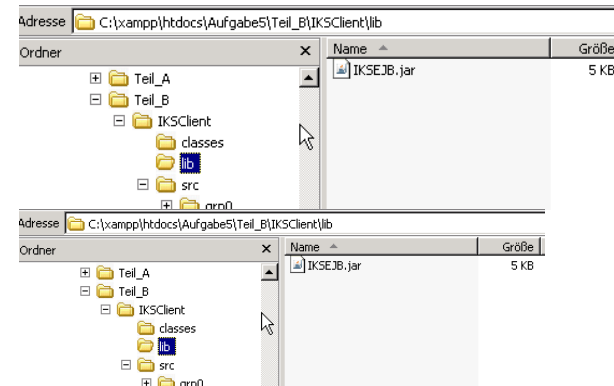 Adresse C:\xampp\htdocs\Aufgabe5\Teil_B\IKSClient\lib
Ordner × Name Größe
Teil_A IKSEJB.jar 5 KB
Teil_B
IKSClient
classes
lib
src
grp0
Adresse C:\xampp\htdocs\Aufgabe5\Teil_B\IKSClient\lib
Ordner × Name Größe
Teil_A IKSEJB.jar 5 KB
Teil_B
IKSClient
classes
lib
src
grp0